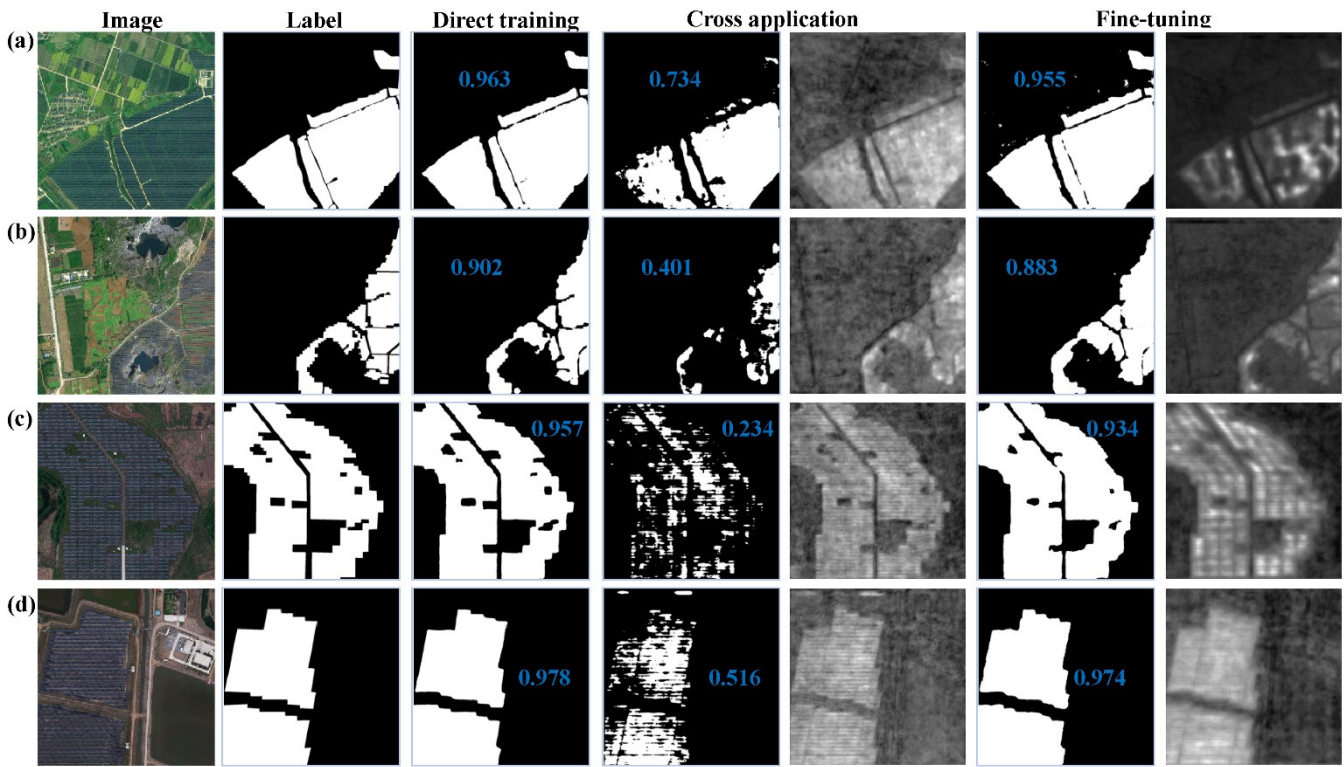 Image Label Direct training Cross application Fine-tuning
(a) 0.963 0.734 0.955
(b) 0.902 0.401 0.883
(c) 0.957 0.234 0.934
(d) 0.978 0.516 0.974